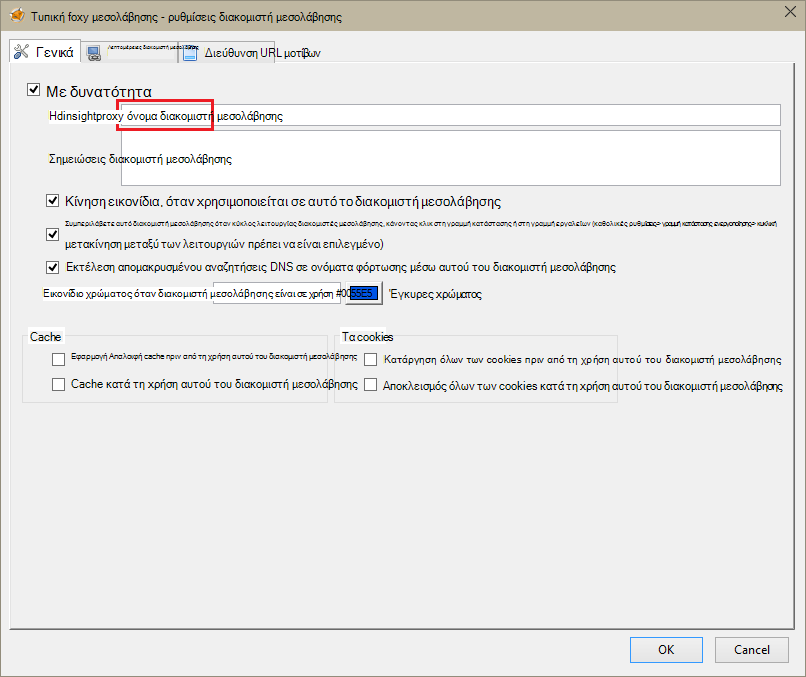 Τυπική foxy μεσολάβησης - ρυθμίσεις διακομιστή μεσολάβησης
Γενικά
Λεπτομέρειες διακομιστή μεσολάβησης
Διεύθυνση URL μοτίβων
Με δυνατότητα
Hdinsightproxy όνομα διακομιστή μεσολάβησης
Σημειώσεις διακομιστή μεσολάβησης
Κίνηση εικονίδια, όταν χρησιμοποιείται σε αυτό το διακομιστή μεσολάβησης
Συμπεριλάβετε αυτό διακομιστή μεσολάβησης όταν κύκλος λειτουργίας διακομιστές μεσολάβησης, κάνοντας κλικ στη γραμμή κατάστασης ή στη γραμμή εργαλείων (καθολικές ρυθμίσεις> γραμμή κατάστασης ενεργοποίησης> κυκλική
μετακίνηση μεταξύ των λειτουργιών πρέπει να είναι επιλεγμένο)
Εκτέλεση απομακρυσμένου αναζητήσεις DNS σε ονόματα φόρτωσης μέσω αυτού του διακομιστή μεσολάβησης
Εικονίδιο χρώματος όταν διακομιστή μεσολάβησης είναι σε χρήση #0055E5 Έγκυρες χρώματος
Cache
Τα cookies
Εφαρμογή Απαλοιφή cache πριν από τη χρήση αυτού του διακομιστή μεσολάβησης
Κατάργηση όλων των cookies πριν από τη χρήση αυτού του διακομιστή μεσολάβησης
Cache κατά τη χρήση αυτού του διακομιστή μεσολάβησης
Αποκλεισμός όλων των cookies κατά τη χρήση αυτού του διακομιστή μεσολάβησης
OK
Cancel